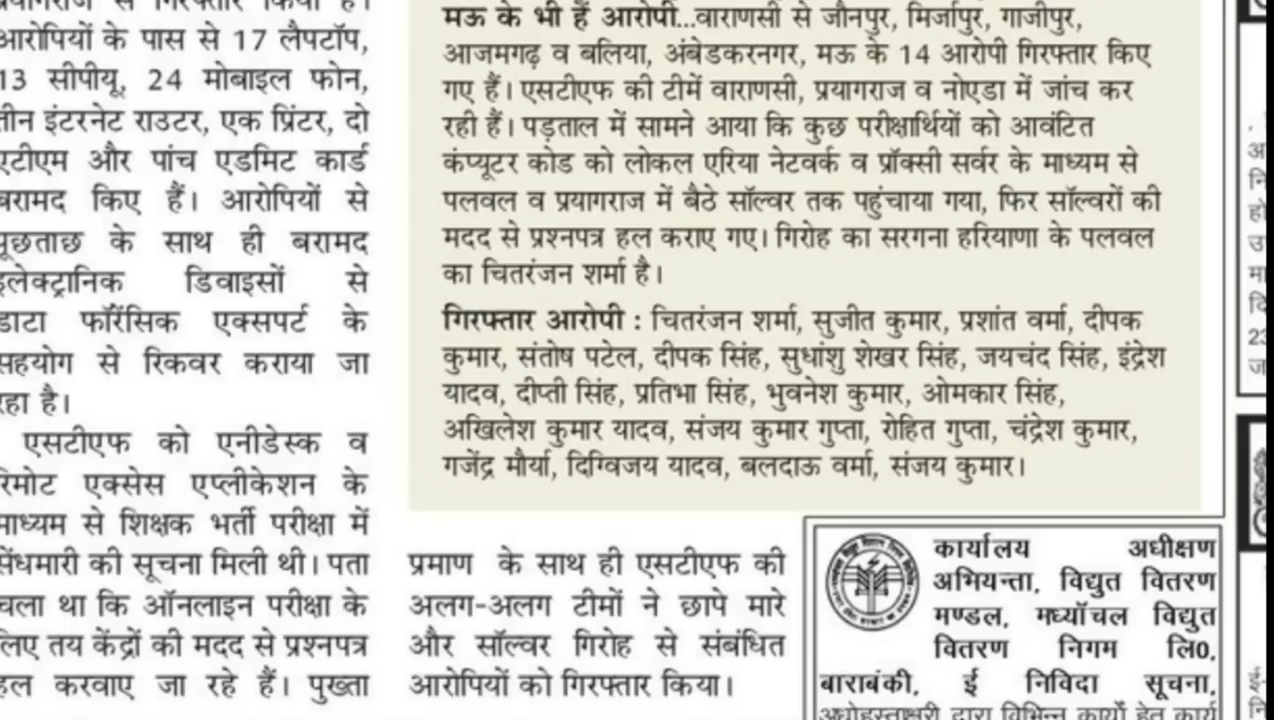 प्रयागराज से गिरफ्तार किया है।
आरोपियों के पास से 17 लैपटॉप,
13 सीपीयू, 24 मोबाइल फोन,
तीन इंटरनेट राउटर, एक प्रिंटर, दो
एटीएम और पांच एडमिट कार्ड
बरामद किए हैं। आरोपियों से
पूछताछ के साथ ही बरामद
इलेक्ट्रानिक डिवाइसों से
डाटा फॉरेंसिक एक्सपर्ट के
सहयोग से रिकवर कराया जा
रहा है।
एसटीएफ को एनीडेस्क व
रिमोट एक्सेस एप्लीकेशन के
माध्यम से शिक्षक भर्ती परीक्षा में
सेंधमारी की सूचना मिली थी। पता
चला था कि ऑनलाइन परीक्षा के
लिए तय केंद्रों की मदद से प्रश्नपत्र
हल करवाए जा रहे हैं। पुख्ता
मऊ के भी हैं आरोपी...वाराणसी से जौनपुर, मिर्जापुर, गाजीपुर,
आजमगढ़ व बलिया, अंबेडकरनगर, मऊ के 14 आरोपी गिरफ्तार किए
गए हैं। एसटीएफ की टीमें वाराणसी, प्रयागराज व नोएडा में जांच कर
रही हैं। पड़ताल में सामने आया कि कुछ परीक्षार्थियों को आवंटित
कंप्यूटर कोड को लोकल एरिया नेटवर्क व प्रॉक्सी सर्वर के माध्यम से
पलवल व प्रयागराज में बैठे सॉल्वर तक पहुंचाया गया, फिर सॉल्वरों की
मदद से प्रश्नपत्र हल कराए गए। गिरोह का सरगना हरियाणा के पलवल
का चितरंजन शर्मा है।
गिरफ्तार आरोपी : चितरंजन शर्मा, सुजीत कुमार, प्रशांत वर्मा, दीपक
कुमार, संतोष पटेल, दीपक सिंह, सुधांशु शेखर सिंह, जयचंद सिंह, इंद्रेश
यादव, दीप्ती सिंह, प्रतिभा सिंह, भुवनेश कुमार, ओमकार सिंह,
अखिलेश कुमार यादव, संजय कुमार गुप्ता, रोहित गुप्ता, चंद्रेश कुमार,
गजेंद्र मौर्या, दिग्विजय यादव, बलदाऊ वर्मा, संजय कुमार।
प्रमाण के साथ ही एसटीएफ की
अलग-अलग टीमों ने छापे मारे
और सॉल्वर गिरोह से संबंधित
आरोपियों को गिरफ्तार किया।
कार्यालय अधीक्षण
अभियन्ता, विद्युत वितरण
मण्डल, मध्याँचल विद्युत
वितरण निगम लि0,
बाराबंकी, ई निविदा सूचना,
अधोहस्ताक्षरी द्वारा विभिन्न कार्यों हेतु कार्य